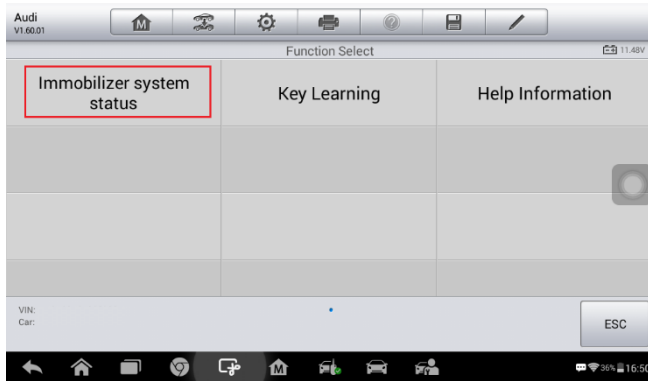 Audi
V1.60.01
Function Select
11.48V
Immobilizer system
status
Key Learning
Help Information
VIN:
Car:
ESC
36% 16:50